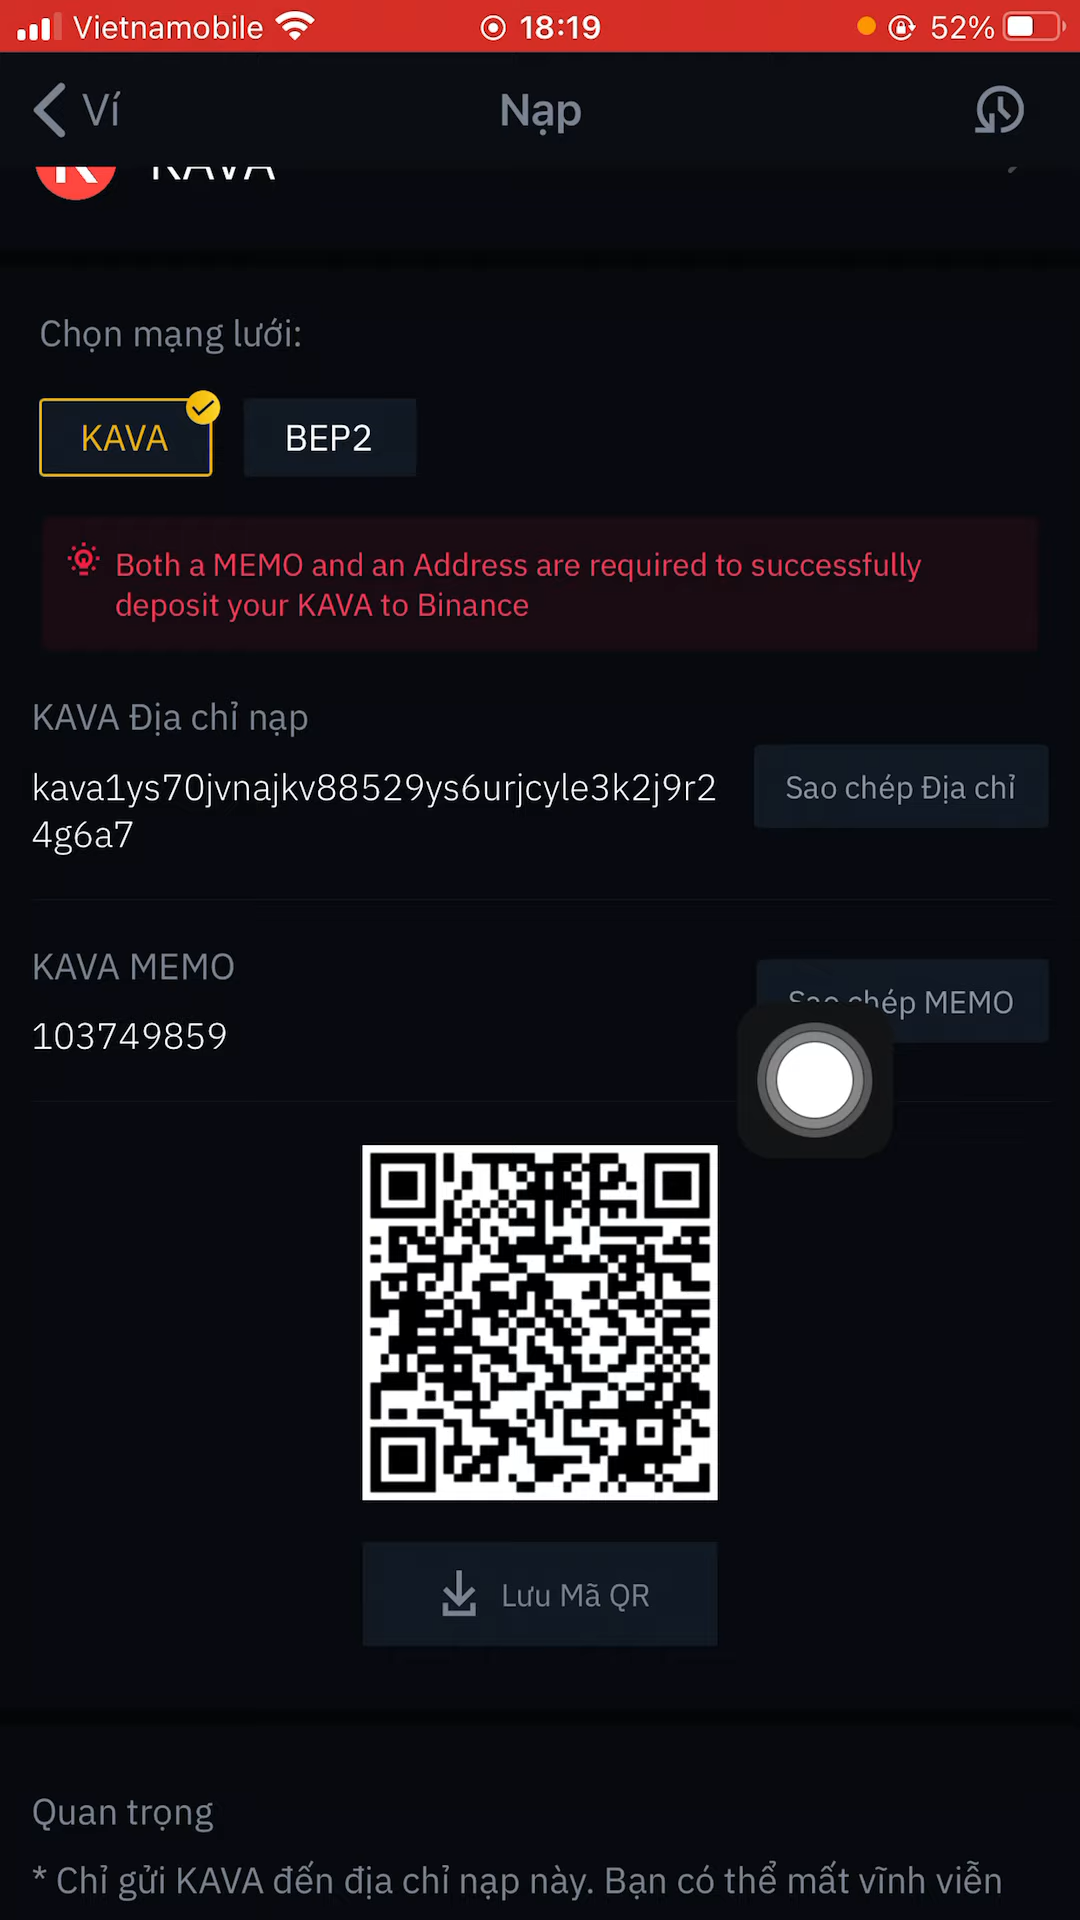 Vietnamobile 18:19 52%
Ví Nạp
KAVA
Chọn mạng lưới:
KAVA BEP2
Both a MEMO and an Address are required to successfully
deposit your KAVA to Binance
KAVA Địa chỉ nạp
kava1ys70jvnajkv88529ys6urjcyle3k2j9r2
4g6a7
Sao chép Địa chỉ
KAVA MEMO
103749859
Sao chép MEMO
Lưu Mã QR
Quan trọng
* Chỉ gửi KAVA đến địa chỉ nạp này. Bạn có thể mất vĩnh viễn